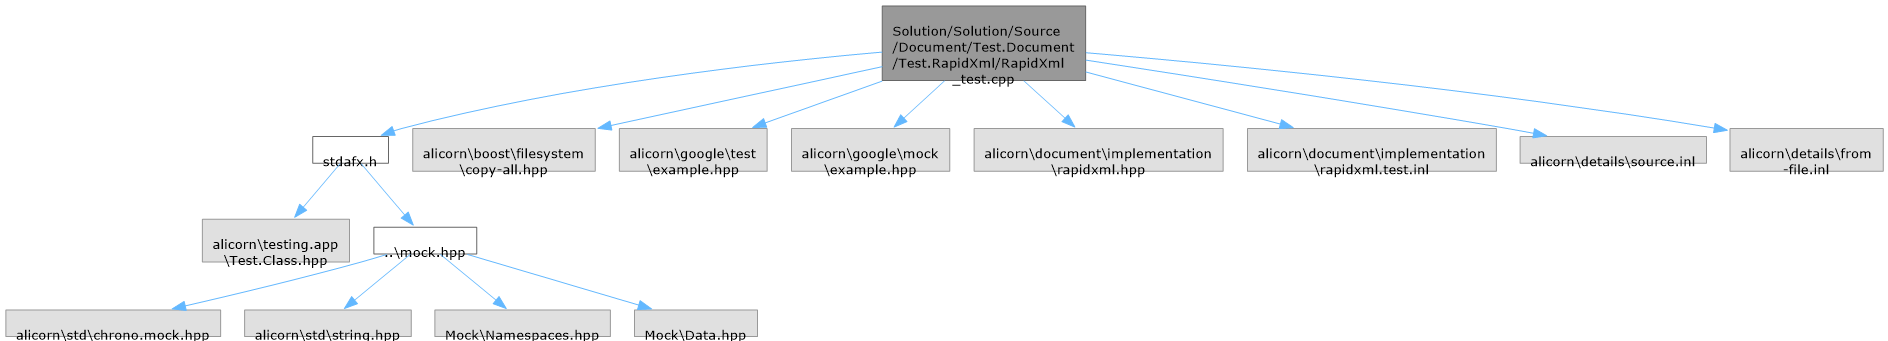 Solution/Solution/Source
/Document/Test.Document
/Test.RapidXml/RapidXml
_test.cpp
stdafx.h
alicorn\boost\filesystem
\copy-all.hpp
alicorn\google\test
\example.hpp
alicorn\google\mock
\example.hpp
alicorn\document\implementation
\rapidxml.hpp
alicorn\document\implementation
\rapidxml.test.inl
alicorn\details\source.inl
alicorn\details\from
-file.inl
alicorn\testing.app
\Test.Class.hpp
..\mock.hpp
alicorn\std\chrono.mock.hpp
alicorn\std\string.hpp
Mock\Namespaces.hpp
Mock\Data.hpp